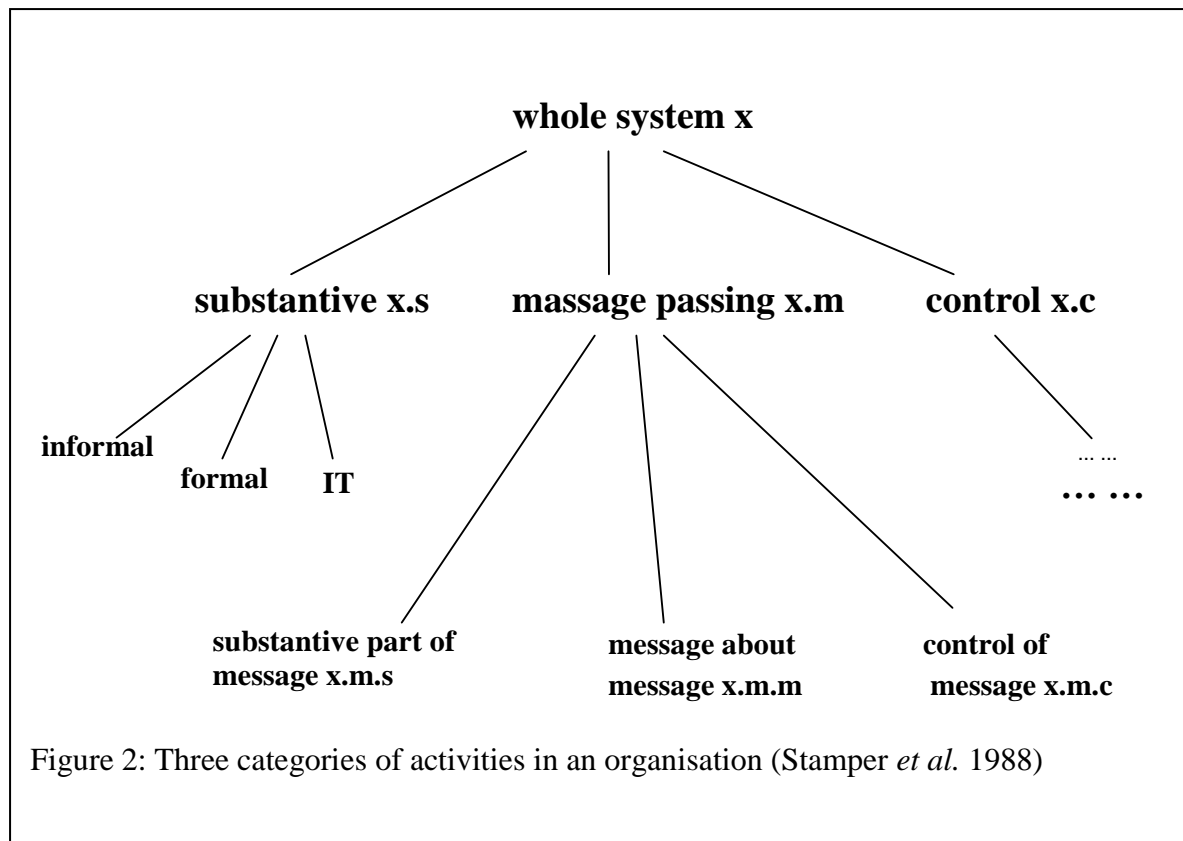 whole system x
substantive x.s
massage passing x.m
control x.c
informal
formal
IT
... ...
... ...
substantive part of
message x.m.s
message about
message x.m.m
control of
message x.m.c
Figure 2: Three categories of activities in an organisation (Stamper et al. 1988)